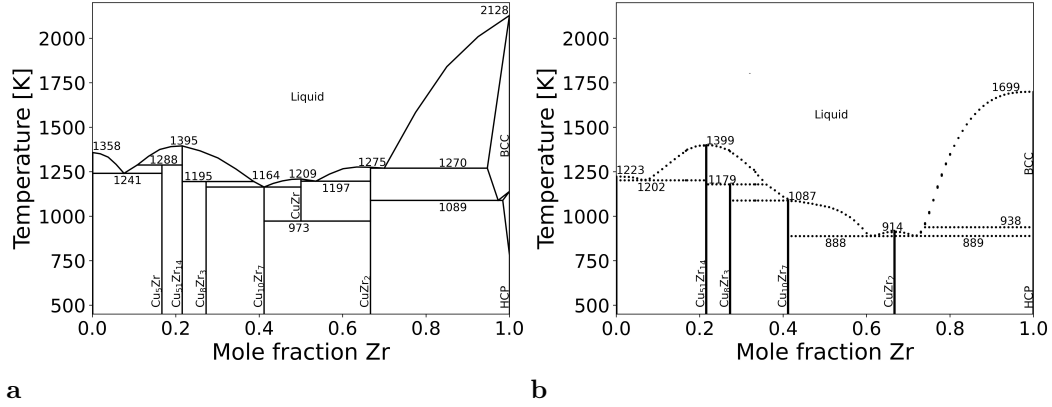 2128
2000
1750
1500
1250
1000
750
500
Temperature [K]
Liquid
1358
1395
1288
1241
1195
1164
1209
1197
1275
1270
1089
973
CuZr
BCC
HCP
Cu5Zr
Cu51Zr14
Cu8Zr3
Cu10Zr7
CuZr2
0.0 0.2 0.4 0.6 0.8 1.0
Mole fraction Zr
a
2000
1750
1500
1250
1000
750
500
Temperature [K]
Liquid
1699
1399
1223
1202
1179
1087
914
938
888
889
BCC
HCP
Cu51Zr14
Cu8Zr3
Cu10Zr7
CuZr2
0.0 0.2 0.4 0.6 0.8 1.0
Mole fraction Zr
b